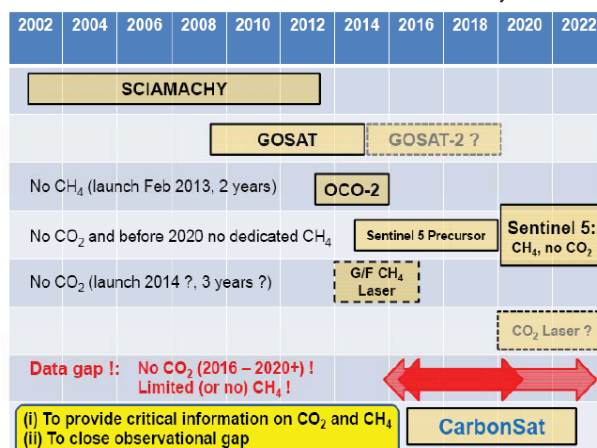 2002 2004 2006 2008 2010 2012 2014 2016 2018 2020 2022
SCIAMACHY
GOSAT GOSAT-2 ?
No CH₄ (launch Feb 2013, 2 years) OCO-2
No CO₂ and before 2020 no dedicated CH₄ Sentinel 5 Precursor
Sentinel 5:
CH₄, no CO₂
No CO₂ (launch 2014 ?, 3 years ?)
G/F CH₄
Laser
CO₂ Laser ?
Data gap !: No CO₂ (2016 – 2020+) !
Limited (or no) CH₄ !
(i) To provide critical information on CO₂ and CH₄
(ii) To close observational gap
CarbonSat